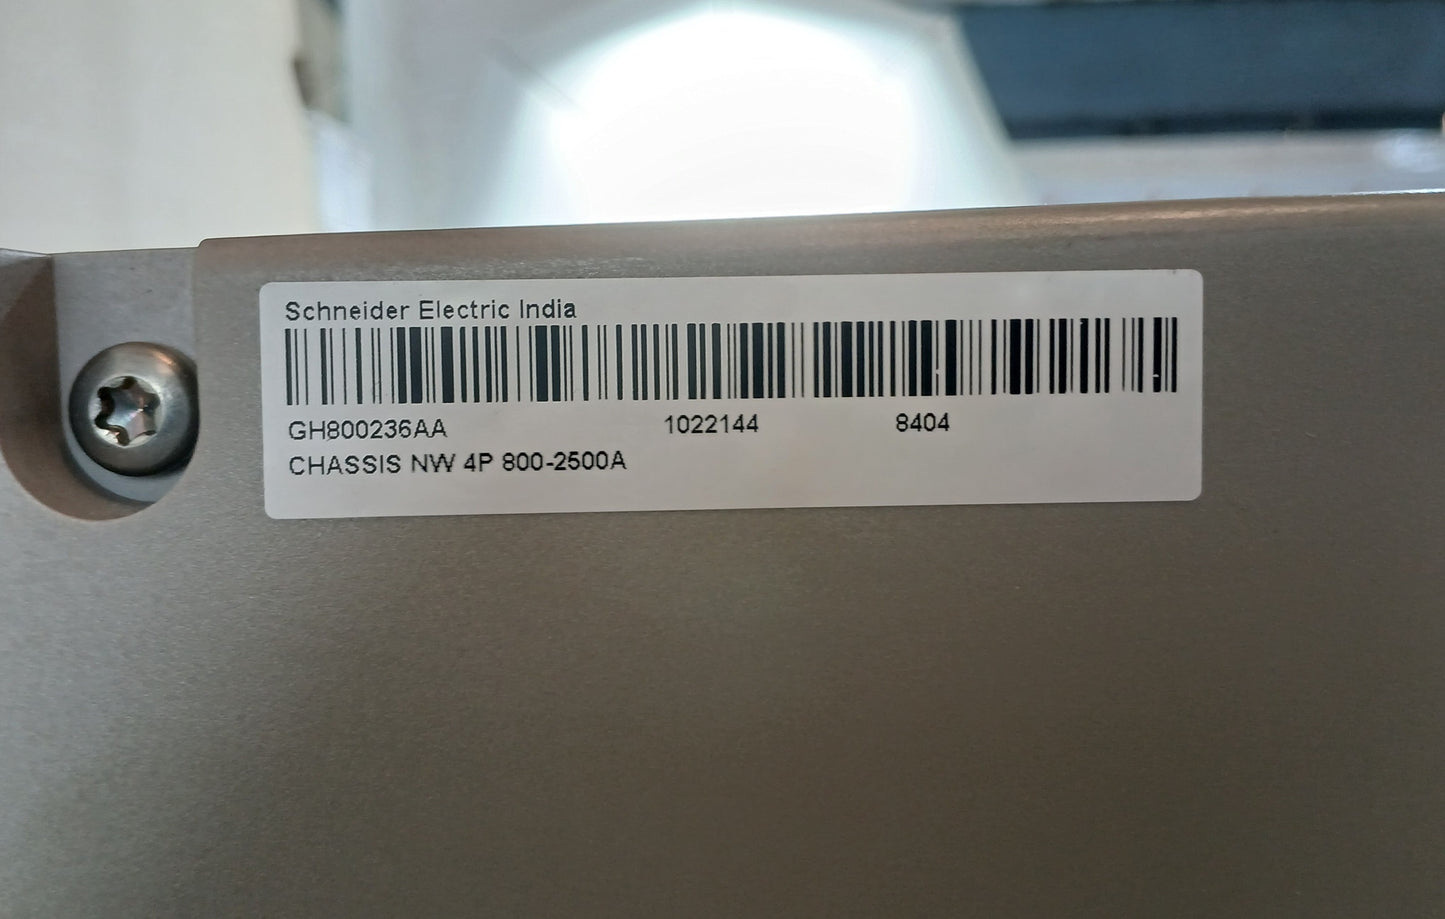 Schneider Electric India
GH800236AA 1022144 8404
CHASSIS NW 4P 800-2500A